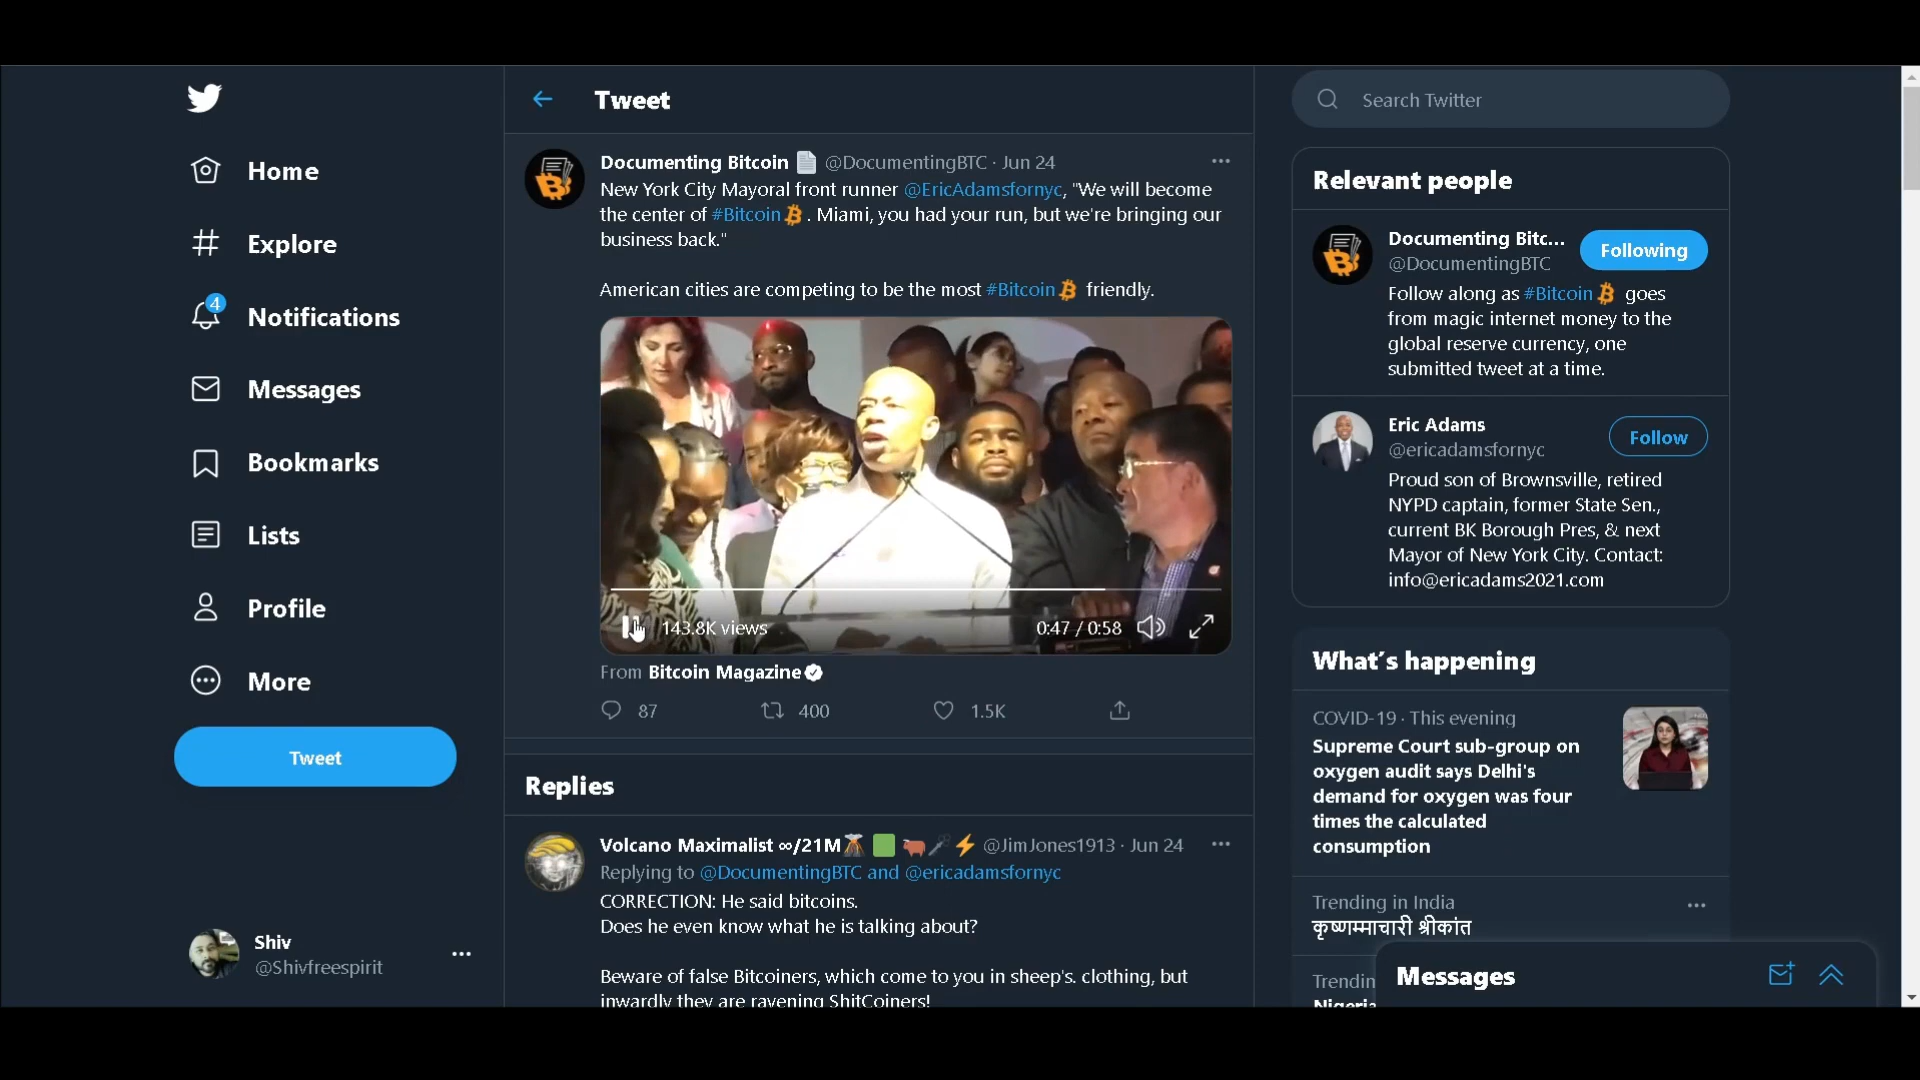 Tweet
Search Twitter
Home
Explore
4
Notifications
Messages
Bookmarks
Lists
Profile
More
Tweet
Shiv
@Shivfreespirit
Documenting Bitcoin @DocumentingBTC · Jun 24
New York City Mayoral front runner @EricAdamsfornyc, "We will become
the center of #Bitcoin . Miami, you had your run, but we're bringing our
business back."
American cities are competing to be the most #Bitcoin friendly.
143.8K views
0:47 / 0:58
From Bitcoin Magazine
87
400
1.5K
Replies
Volcano Maximalist ∞/21M @JimJones1913 · Jun 24
Replying to @DocumentingBTC and @ericadamsfornyc
CORRECTION: He said bitcoins.
Does he even know what he is talking about?
Beware of false Bitcoiners, which come to you in sheep's. clothing, but
inwardly they are ravening ShitCoiners!
Relevant people
Documenting Bitc...
Following
@DocumentingBTC
Follow along as #Bitcoin goes
from magic internet money to the
global reserve currency, one
submitted tweet at a time.
Eric Adams
Follow
@ericadamsfornyc
Proud son of Brownsville, retired
NYPD captain, former State Sen.,
current BK Borough Pres, & next
Mayor of New York City. Contact:
info@ericadams2021.com
What's happening
COVID-19 · This evening
Supreme Court sub-group on
oxygen audit says Delhi's
demand for oxygen was four
times the calculated
consumption
Trending in India
कृष्णम्माचारी श्रीकांत
Trendin
Nigeria
Messages